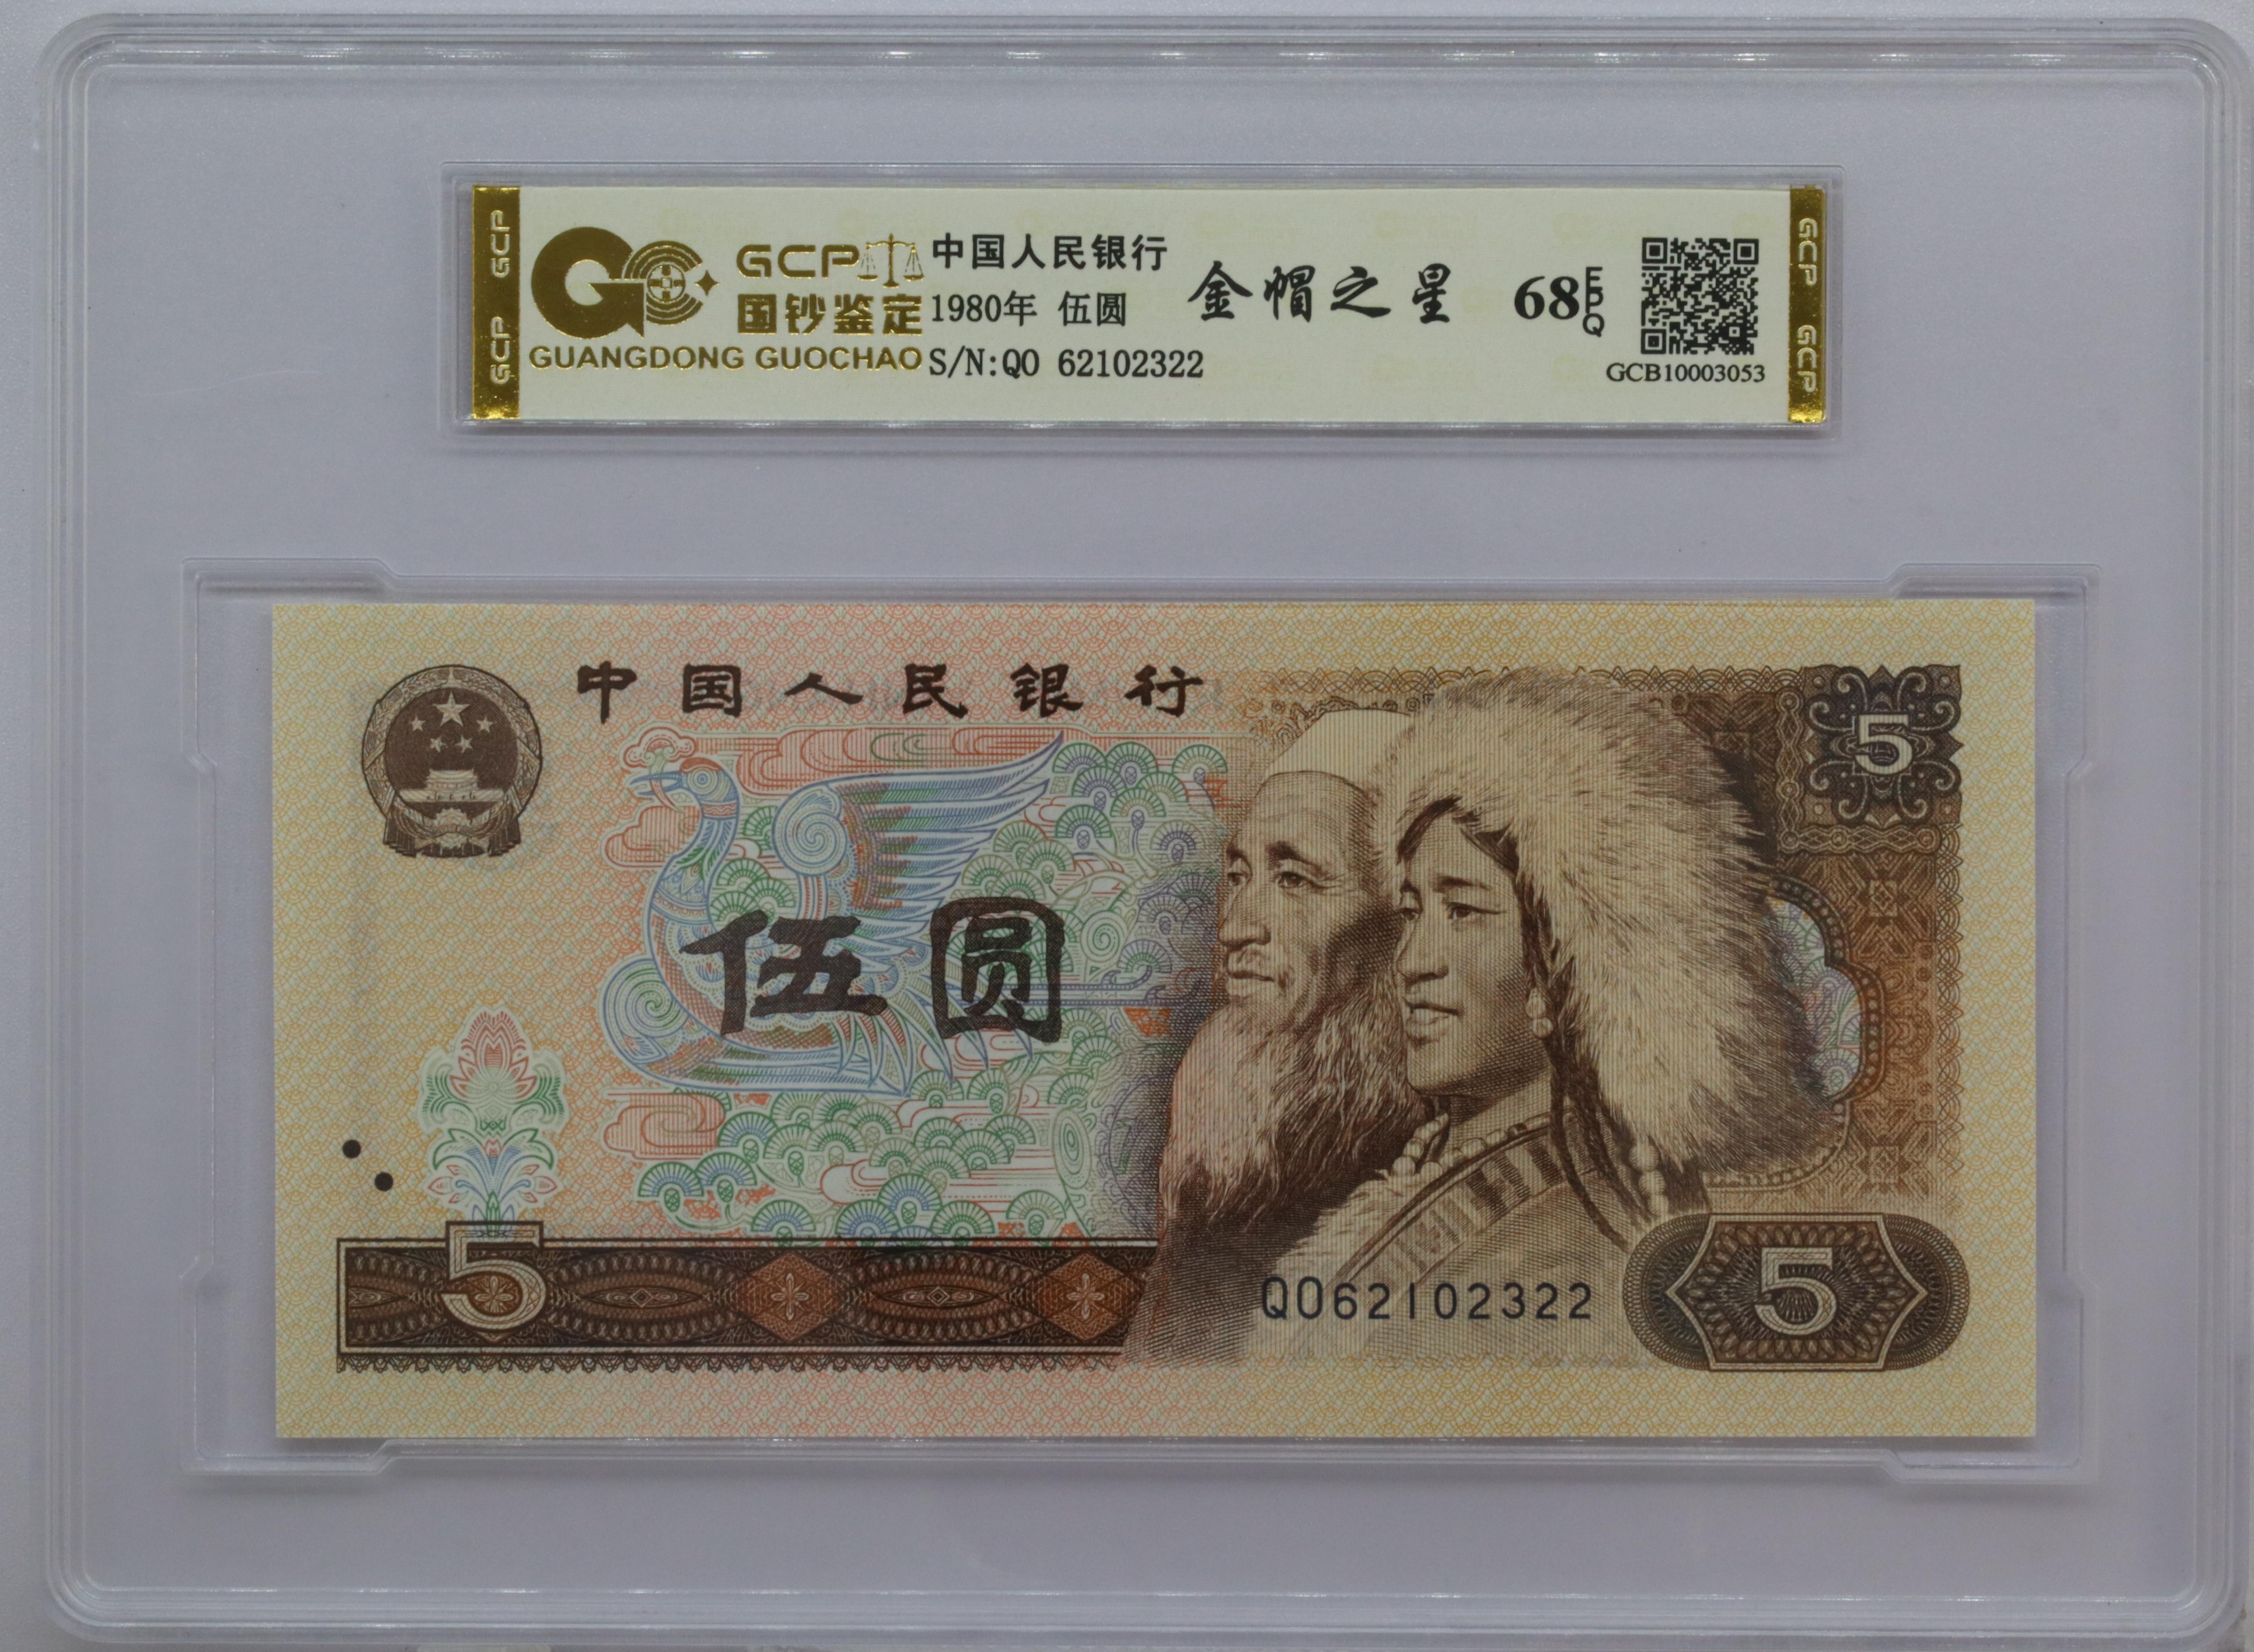 GCP
GCP
GC
GCP
国钞鉴定
GUANGDONG GUOCHAO
中国人民银行
1980年 伍圆
S/N:QO 62102322
金帽之星
68 EPQ
GCB10003053
GCP
GCP
中国人民银行
5
伍圆
5
QO62102322
5